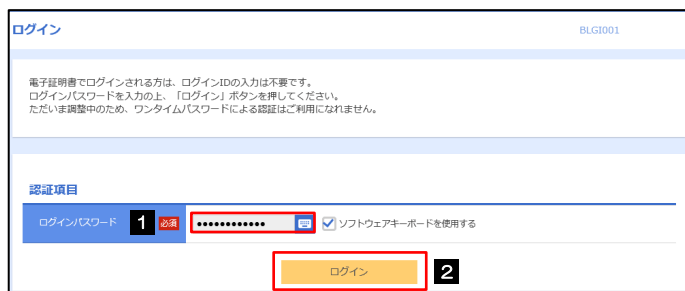 ログイン
BLGI001
電子証明書でログインされる方は、ログインIDの入力は不要です。
ログインパスワードを入力の上、「ログイン」ボタンを押してください。
ただいま調整中のため、ワンタイムパスワードによる認証はご利用になれません。
認証項目
ログインパスワード 1 必須 ●●●●●●●●●●●● ソフトウェアキーボードを使用する
ログイン 2